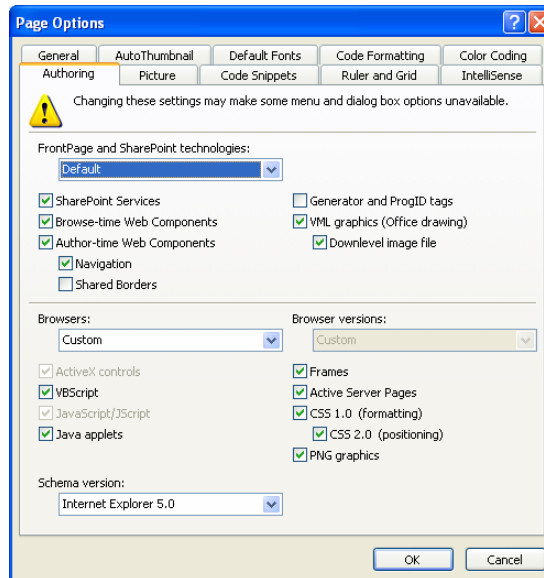 Page Options
General AutoThumbnail Default Fonts Code Formatting Color Coding
Authoring Picture Code Snippets Ruler and Grid IntelliSense
Changing these settings may make some menu and dialog box options unavailable.
FrontPage and SharePoint technologies:
Default
SharePoint Services Generator and ProgID tags
Browse-time Web Components VML graphics (Office drawing)
Author-time Web Components Downlevel image file
Navigation
Shared Borders
Browsers: Browser versions:
Custom Custom
ActiveX controls Frames
VBScript Active Server Pages
JavaScript/JScript CSS 1.0 (formatting)
Java applets CSS 2.0 (positioning)
PNG graphics
Schema version:
Internet Explorer 5.0
OK Cancel